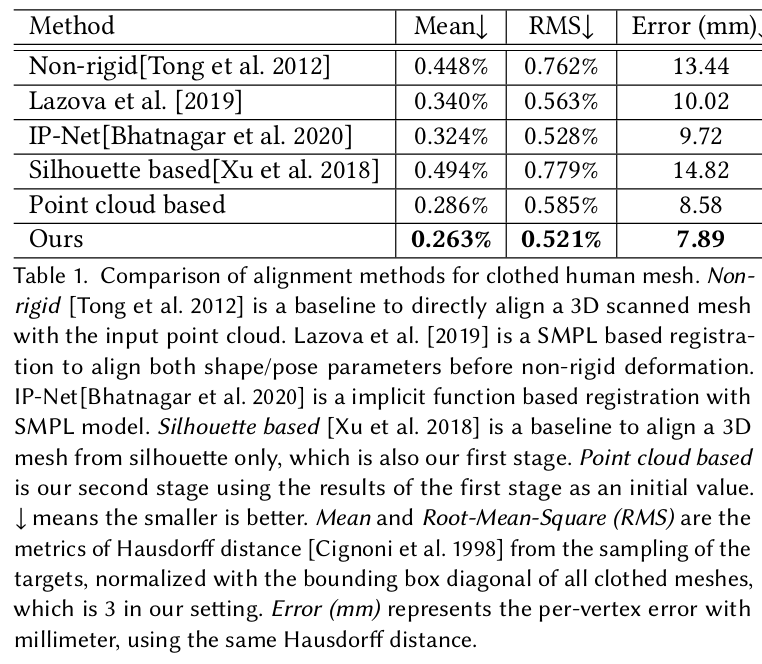 Method Mean↓ RMS↓ Error (mm)↓
Non-rigid[Tong et al. 2012] 0.448% 0.762% 13.44
Lazova et al. [2019] 0.340% 0.563% 10.02
IP-Net[Bhatnagar et al. 2020] 0.324% 0.528% 9.72
Silhouette based[Xu et al. 2018] 0.494% 0.779% 14.82
Point cloud based 0.286% 0.585% 8.58
Ours 0.263% 0.521% 7.89
Table 1. Comparison of alignment methods for clothed human mesh. Non-
rigid [Tong et al. 2012] is a baseline to directly align a 3D scanned mesh
with the input point cloud. Lazova et al. [2019] is a SMPL based registra-
tion to align both shape/pose parameters before non-rigid deformation.
IP-Net[Bhatnagar et al. 2020] is a implicit function based registration with
SMPL model. Silhouette based [Xu et al. 2018] is a baseline to align a 3D
mesh from silhouette only, which is also our first stage. Point cloud based
is our second stage using the results of the first stage as an initial value.
↓ means the smaller is better. Mean and Root-Mean-Square (RMS) are the
metrics of Hausdorff distance [Cignoni et al. 1998] from the sampling of the
targets, normalized with the bounding box diagonal of all clothed meshes,
which is 3 in our setting. Error (mm) represents the per-vertex error with
millimeter, using the same Hausdorff distance.